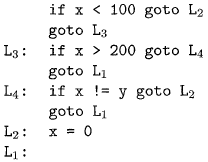 if x < 100 goto L₂
goto L₃
L₃: if x > 200 goto L₄
goto L₁
L₄: if x != y goto L₂
goto L₁
L₂: x = 0
L₁: